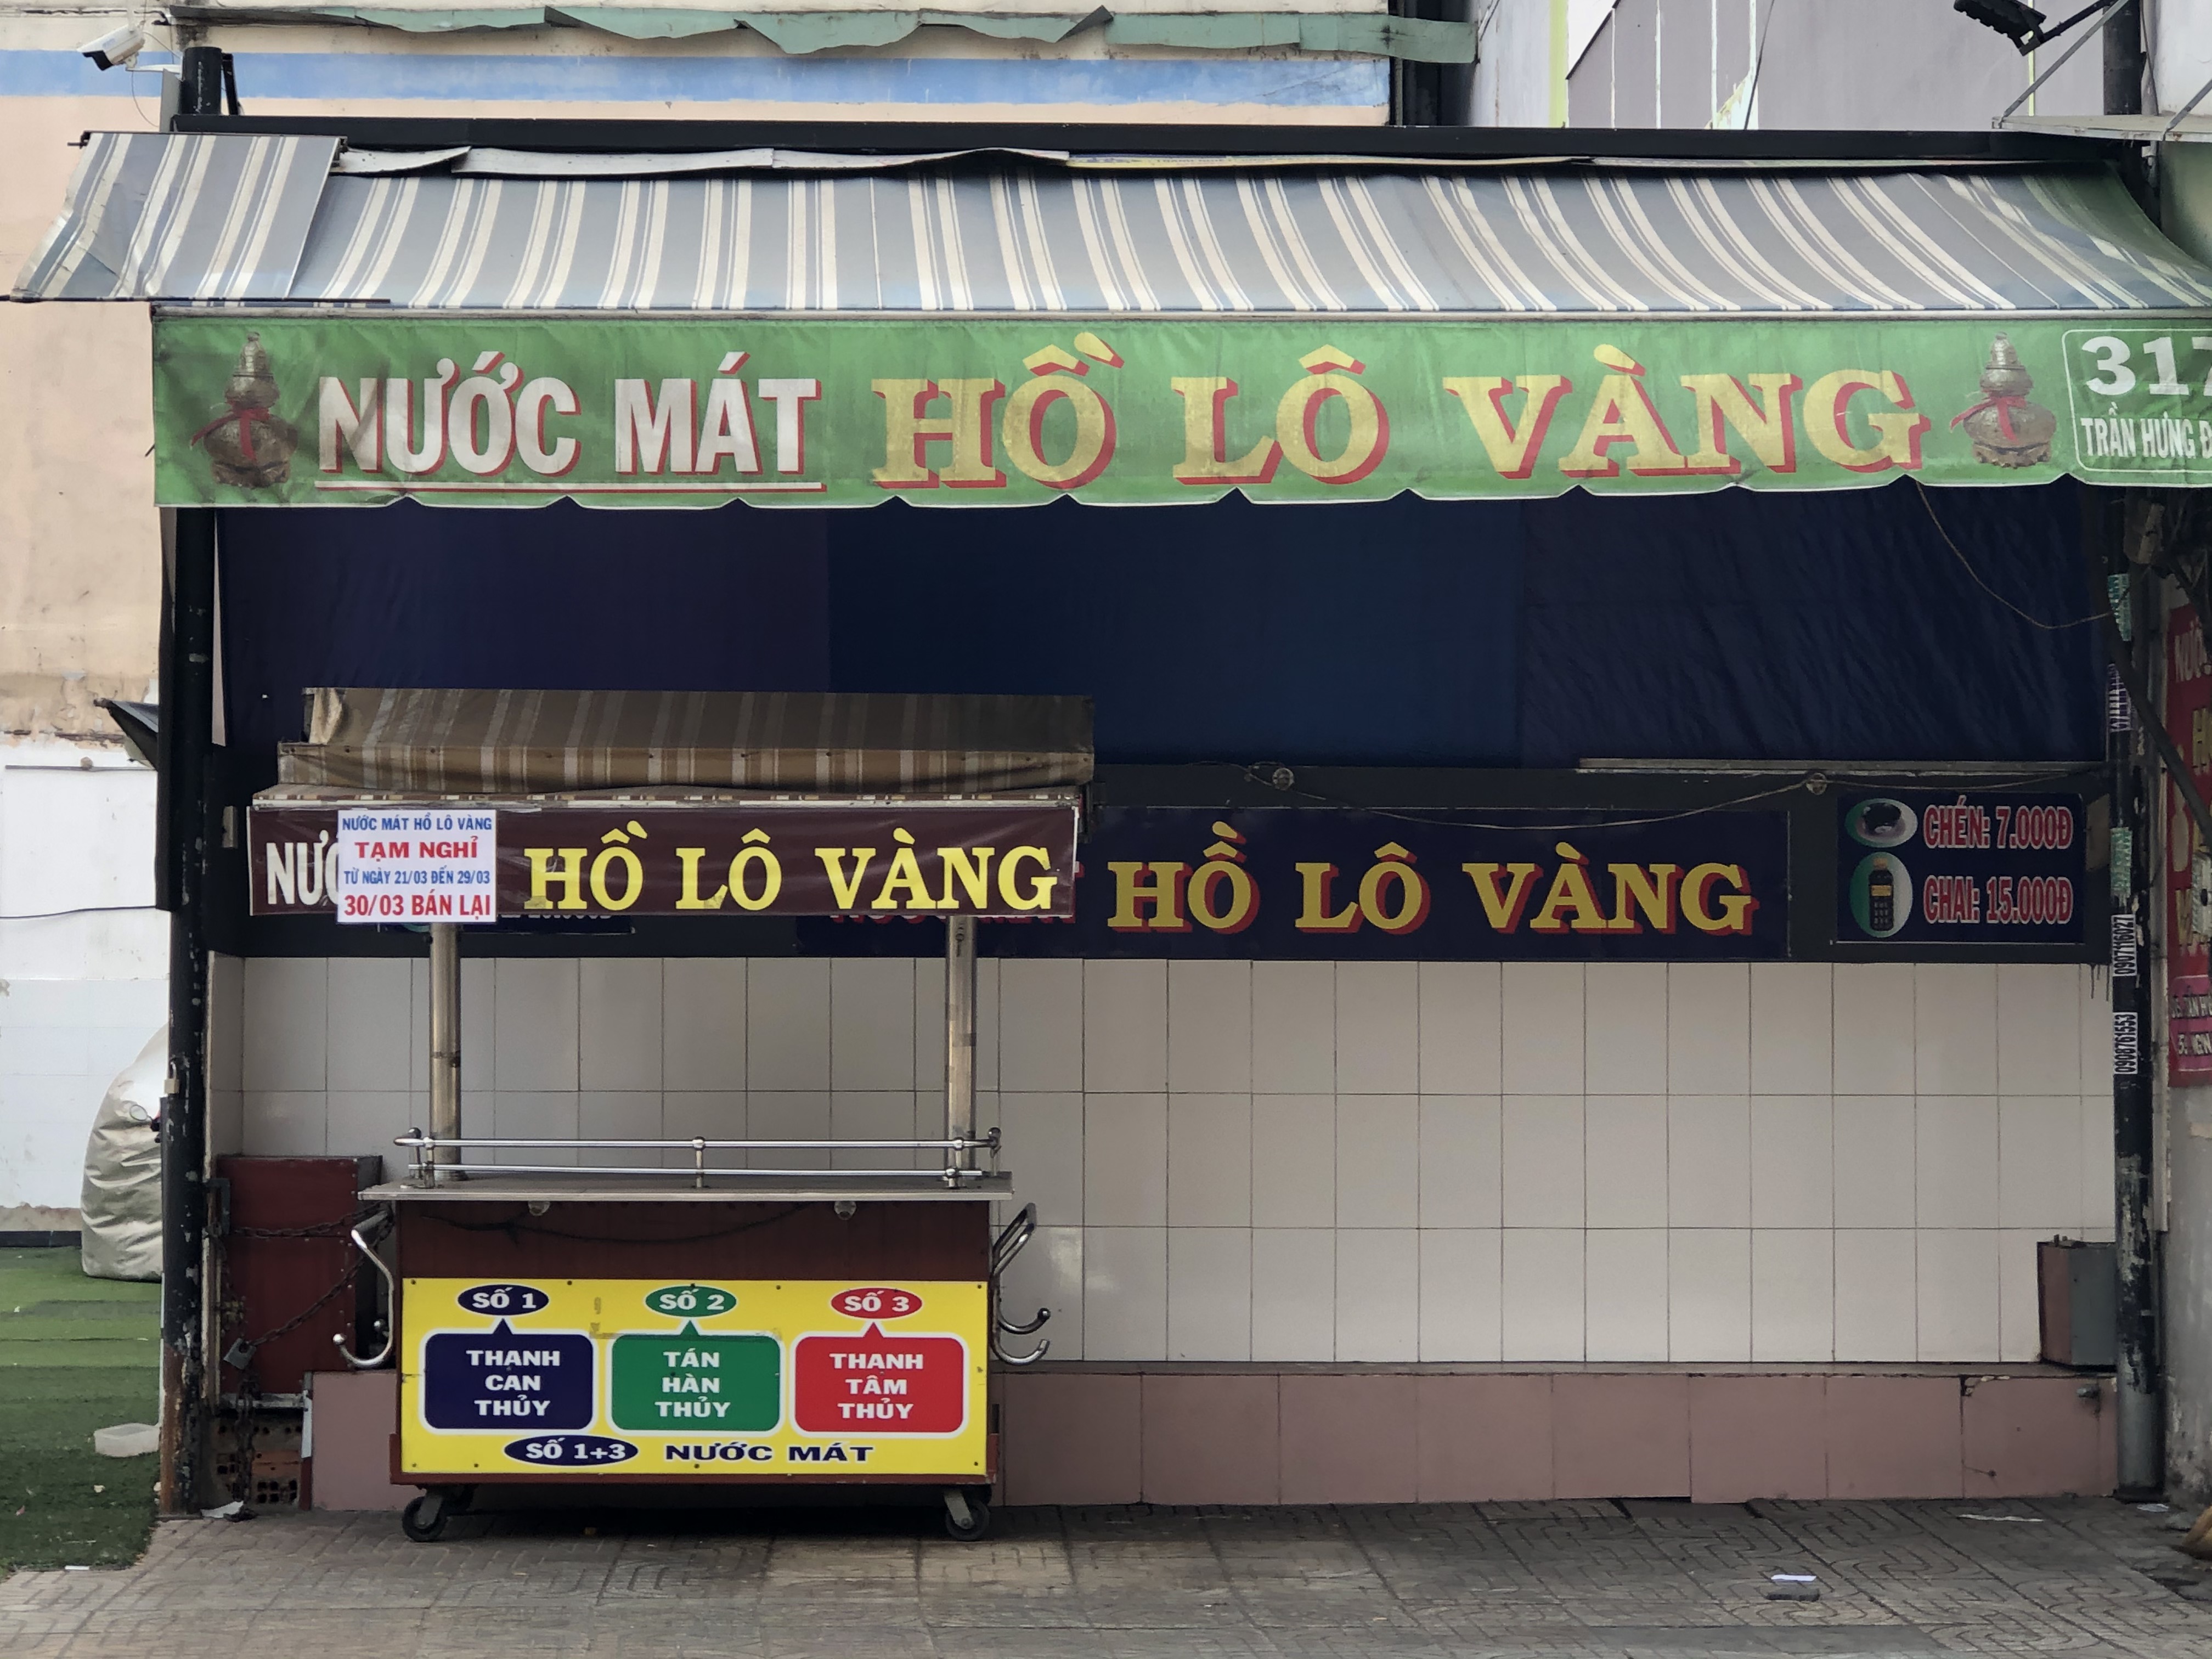 NƯỚC MÁT HỒ LÔ VÀNG
317
TRẦN HƯNG
NƯỚC MÁT HỒ LÔ VÀNG
TẠM NGHỈ
TỪ NGÀY 21/03 ĐẾN 29/03
30/03 BÁN LẠI
HỒ LÔ VÀNG
HỒ LÔ VÀNG
CHÉN: 7.000Đ
CHAI: 15.000Đ
0907116027
0908761553
SỐ 1
THANH
CAN
THỦY
SỐ 2
TÁN
HÀN
THỦY
SỐ 3
THANH
TÂM
THỦY
SỐ 1+3 NƯỚC MÁT